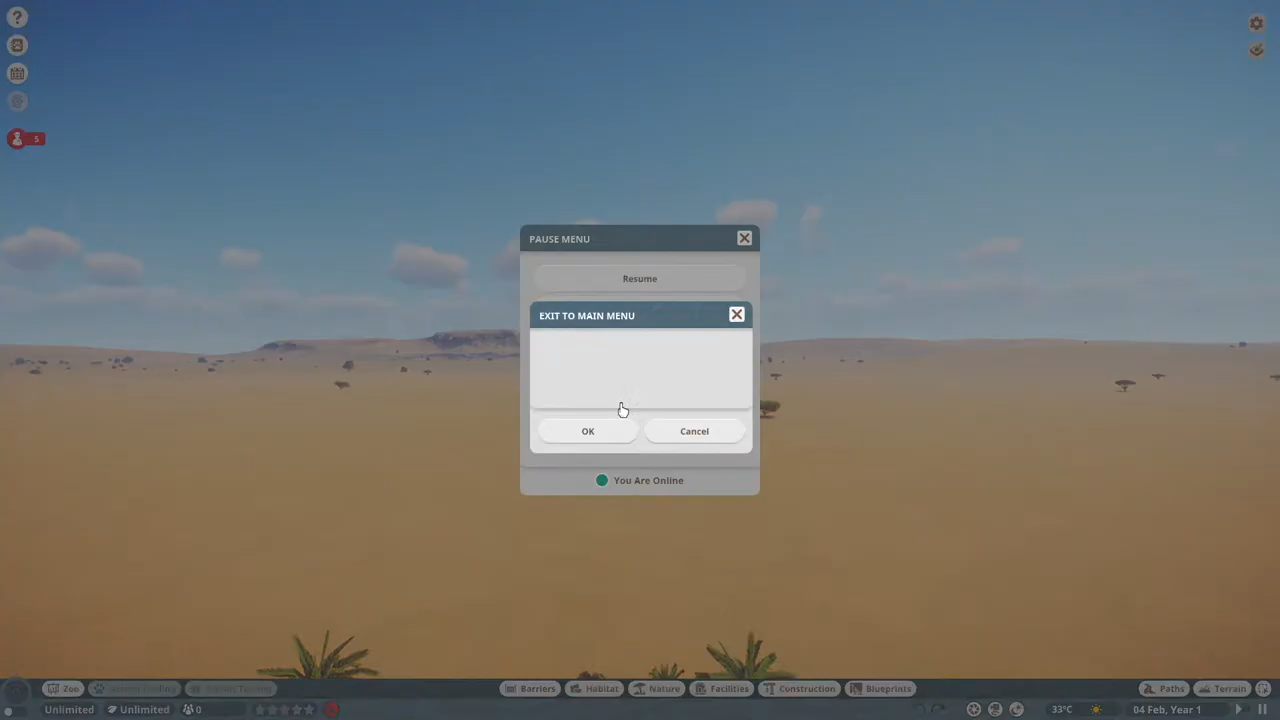 ?
5
PAUSE MENU
Resume
EXIT TO MAIN MENU
OK
Cancel
You Are Online
Zoo
Barriers
Habitat
Nature
Facilities
Construction
Blueprints
Paths
Terrain
Unlimited
Unlimited
0
33°C
04 Feb, Year 1